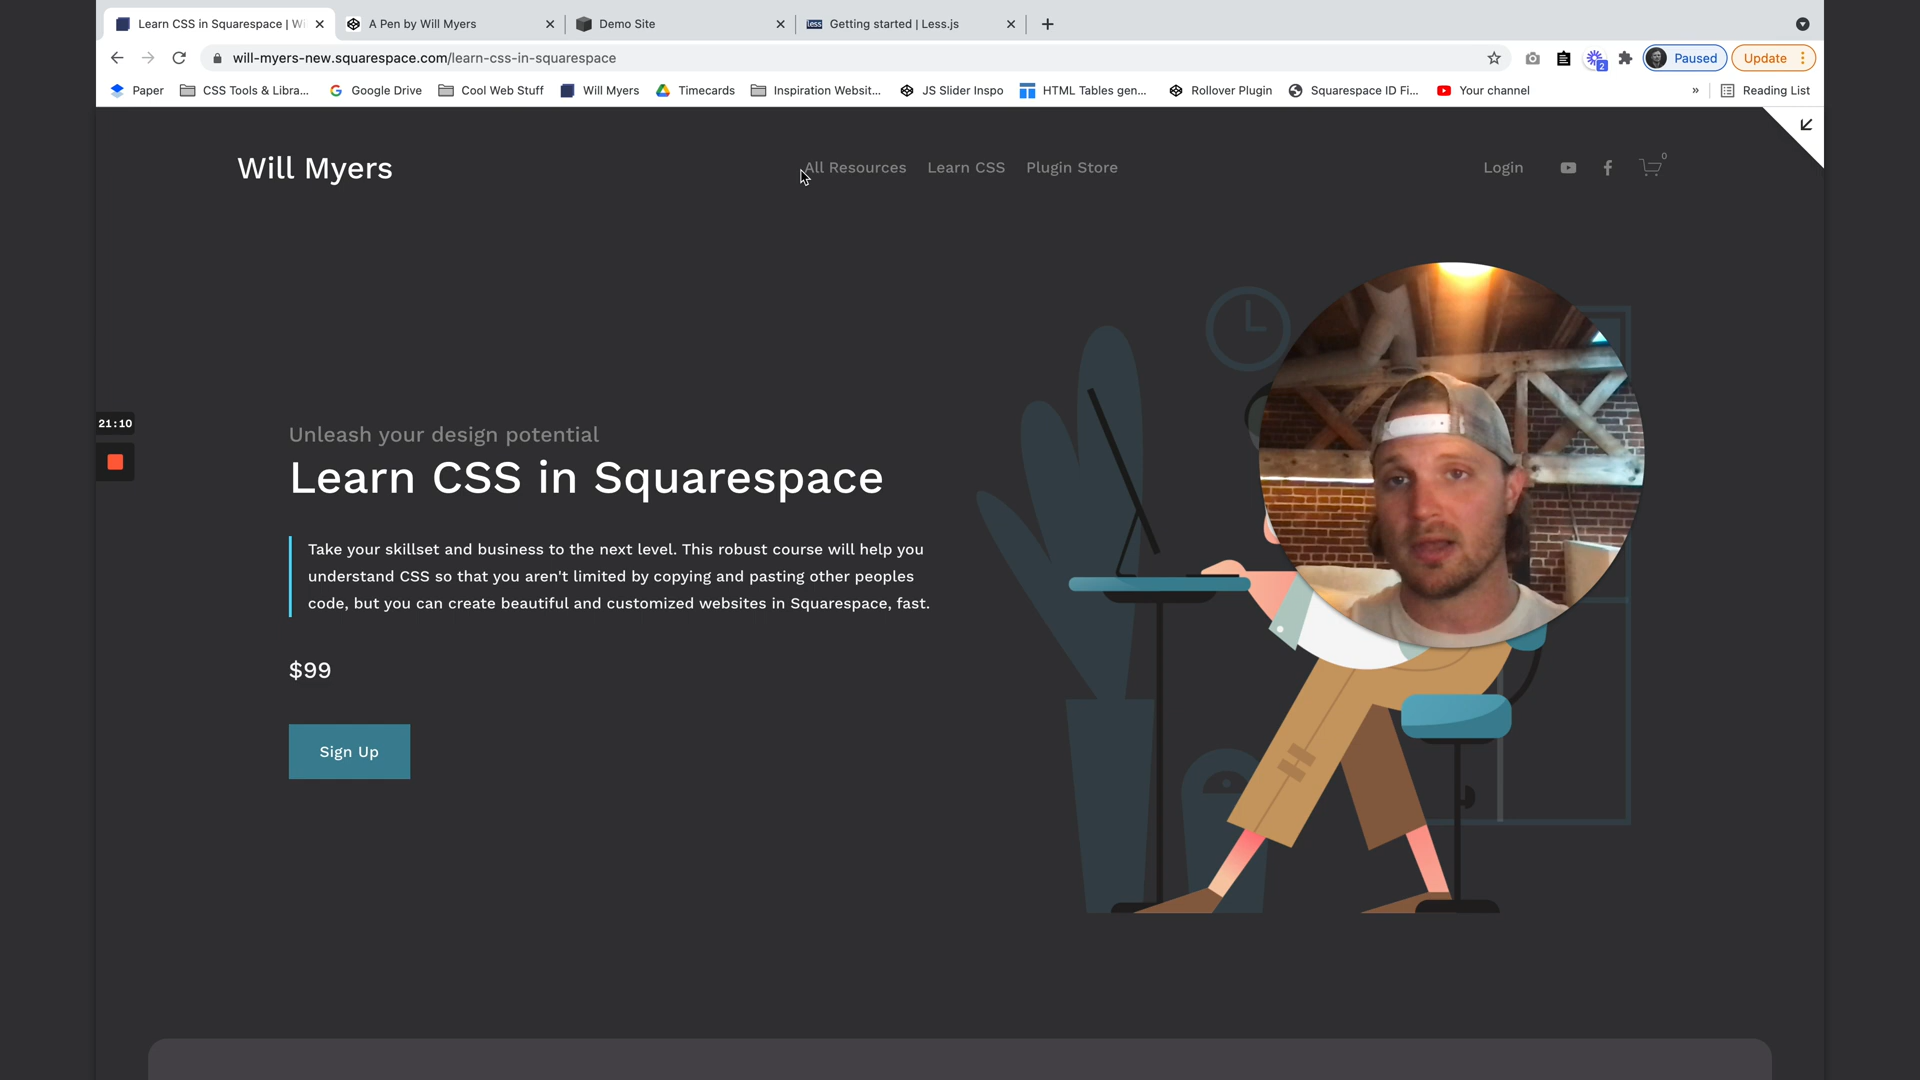 Learn CSS in Squarespace | Wi
A Pen by Will Myers
Demo Site
less
Getting started | Less.js
will-myers-new.squarespace.com/learn-css-in-squarespace
2
Paused
Update
Paper
CSS Tools & Libra...
Google Drive
Cool Web Stuff
Will Myers
Timecards
Inspiration Websit...
JS Slider Inspo
HTML Tables gen...
Rollover Plugin
Squarespace ID Fi...
Your channel
»
Reading List
Will Myers
All Resources
Learn CSS
Plugin Store
Login
0
21:10
Unleash your design potential
Learn CSS in Squarespace
Take your skillset and business to the next level. This robust course will help you
understand CSS so that you aren't limited by copying and pasting other peoples
code, but you can create beautiful and customized websites in Squarespace, fast.
$99
Sign Up